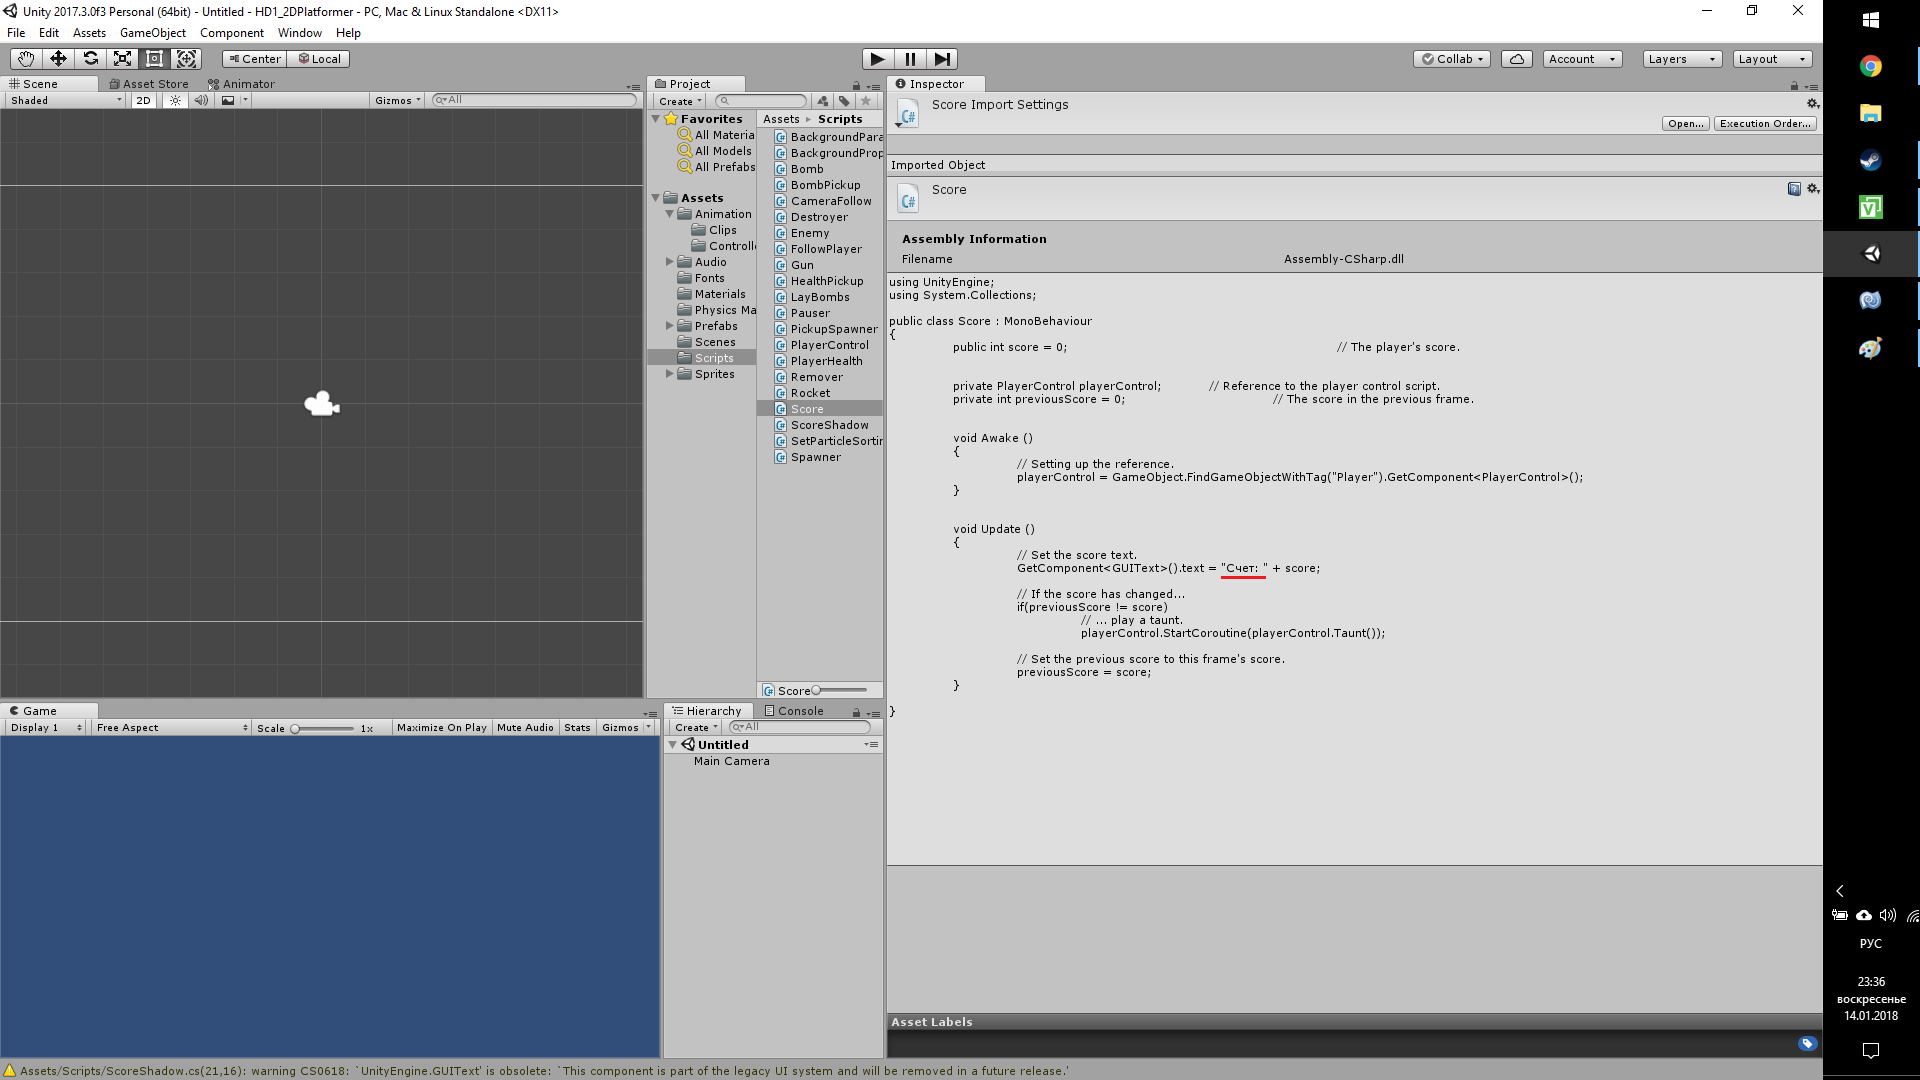 Unity 2017.3.0f3 Personal (64bit) - Untitled - HD1_2DPlatformer - PC, Mac & Linux Standalone <DX11>
File Edit Assets GameObject Component Window Help
Center Local
Collab Account Layers Layout
Scene Asset Store Animator
Shaded 2D Gizmos All
Project
Create
Favorites
All Materia
All Models
All Prefabs
Assets
Animation
Clips
Controlle
Audio
Fonts
Materials
Physics Ma
Prefabs
Scenes
Scripts
Sprites
Assets Scripts
BackgroundPara
BackgroundProp
Bomb
BombPickup
CameraFollow
Destroyer
Enemy
FollowPlayer
Gun
HealthPickup
LayBombs
Pauser
PickupSpawner
PlayerControl
PlayerHealth
Remover
Rocket
Score
ScoreShadow
SetParticleSortin
Spawner
Score
Inspector
Score Import Settings
Open... Execution Order...
Imported Object
Score
Assembly Information
Filename Assembly-CSharp.dll
using UnityEngine;
using System.Collections;
public class Score : MonoBehaviour
{
public int score = 0; // The player's score.
private PlayerControl playerControl; // Reference to the player control script.
private int previousScore = 0; // The score in the previous frame.
void Awake ()
{
// Setting up the reference.
playerControl = GameObject.FindGameObjectWithTag("Player").GetComponent<PlayerControl>();
}
void Update ()
{
// Set the score text.
GetComponent<GUIText>().text = "Счет: " + score;
// If the score has changed...
if(previousScore != score)
// ... play a taunt.
playerControl.StartCoroutine(playerControl.Taunt());
// Set the previous score to this frame's score.
previousScore = score;
}
}
Asset Labels
Game
Display 1 Free Aspect Scale 1x Maximize On Play Mute Audio Stats Gizmos
Hierarchy Console
Create All
Untitled
Main Camera
Assets/Scripts/ScoreShadow.cs(21,16): warning CS0618: `UnityEngine.GUIText' is obsolete: `This component is part of the legacy UI system and will be removed in a future release.'
РУС
23:36
воскресенье
14.01.2018